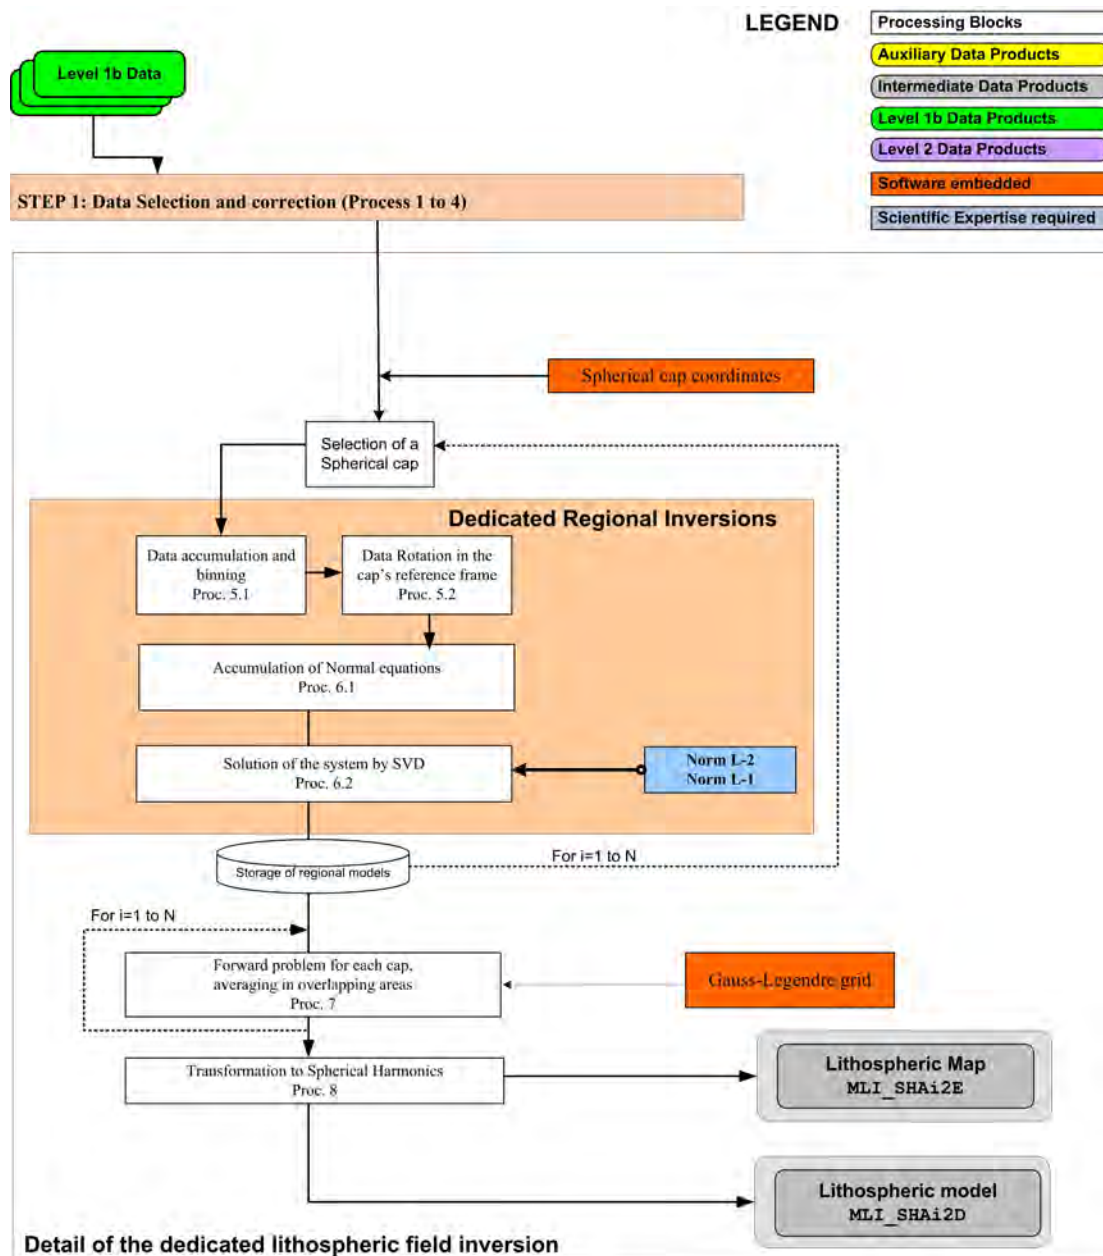 LEGEND
Processing Blocks
Auxiliary Data Products
Intermediate Data Products
Level 1b Data Products
Level 2 Data Products
Software embedded
Scientific Expertise required
Level 1b Data
STEP 1: Data Selection and correction (Process 1 to 4)
Spherical cap coordinates
Selection of a
Spherical cap
Dedicated Regional Inversions
Data accumulation and
binning
Proc. 5.1
Data Rotation in the
cap's reference frame
Proc. 5.2
Accumulation of Normal equations
Proc. 6.1
Solution of the system by SVD
Proc. 6.2
Norm L-2
Norm L-1
Storage of regional models
For i=1 to N
For i=1 to N
Forward problem for each cap,
averaging in overlapping areas
Proc. 7
Gauss-Legendre grid
Transformation to Spherical Harmonics
Proc. 8
Lithospheric Map
MLI_SHAi2E
Lithospheric model
MLI_SHAi2D
Detail of the dedicated lithospheric field inversion